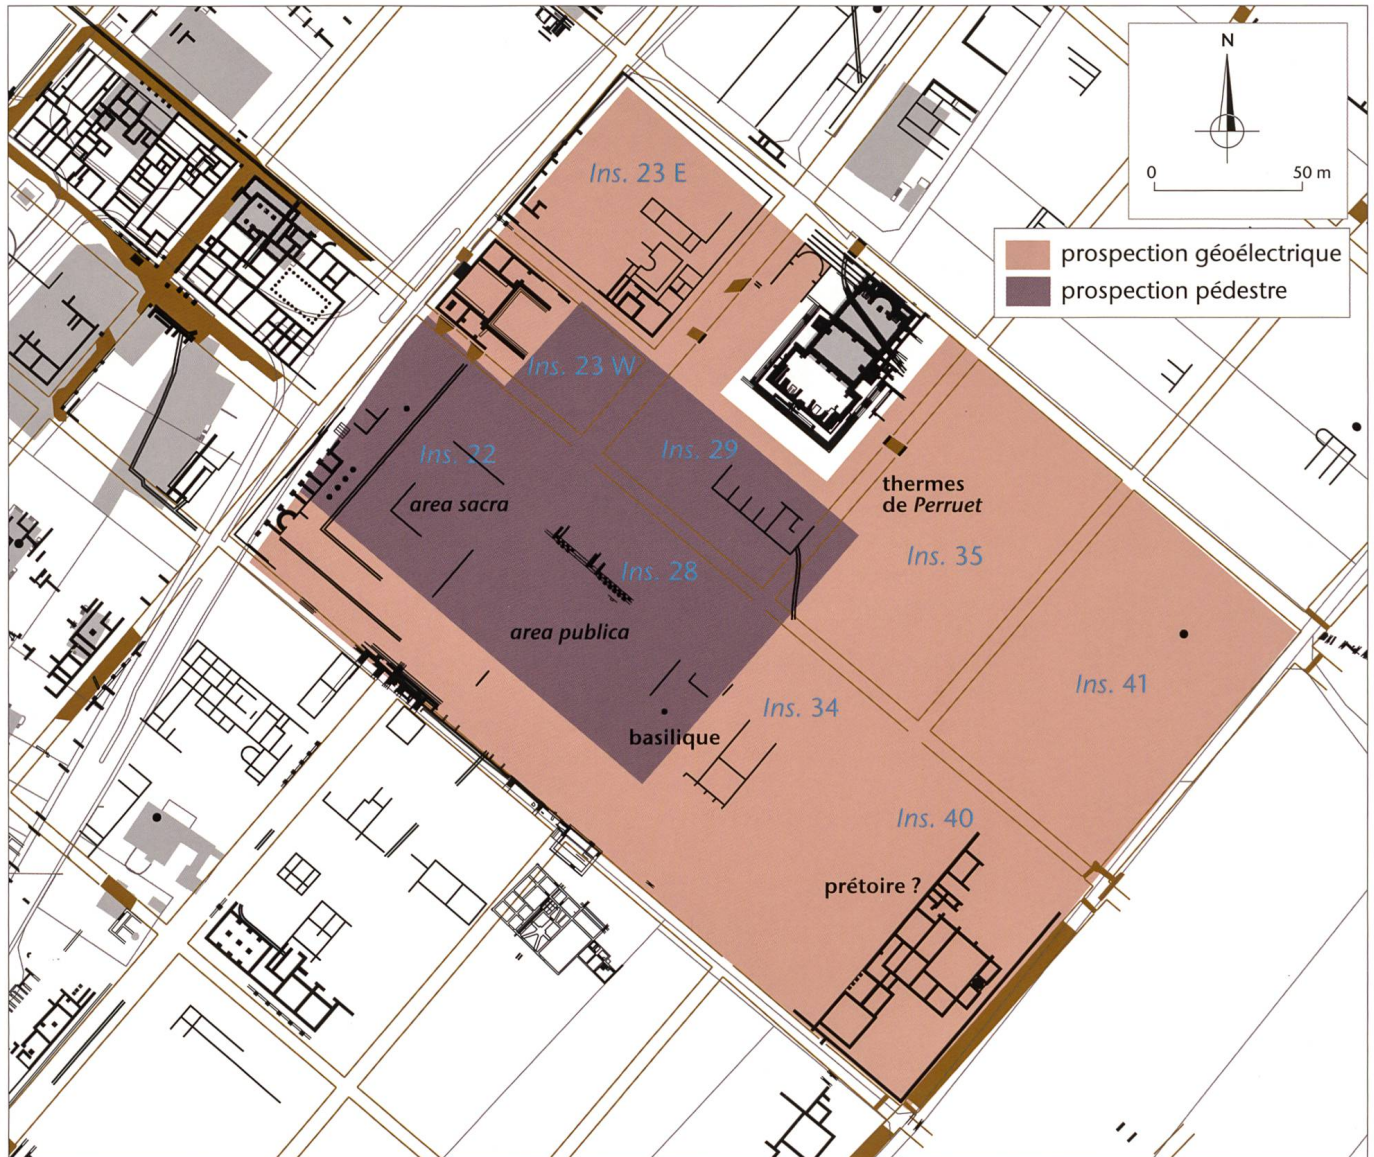 N
0 50 m
prospection géoélectrique
prospection pédestre
Ins. 23 E
Ins. 23 W
Ins. 22
area sacra
Ins. 29
thermes
de Perruet
Ins. 35
Ins. 28
area publica
Ins. 41
Ins. 34
basilique
Ins. 40
prétoire ?